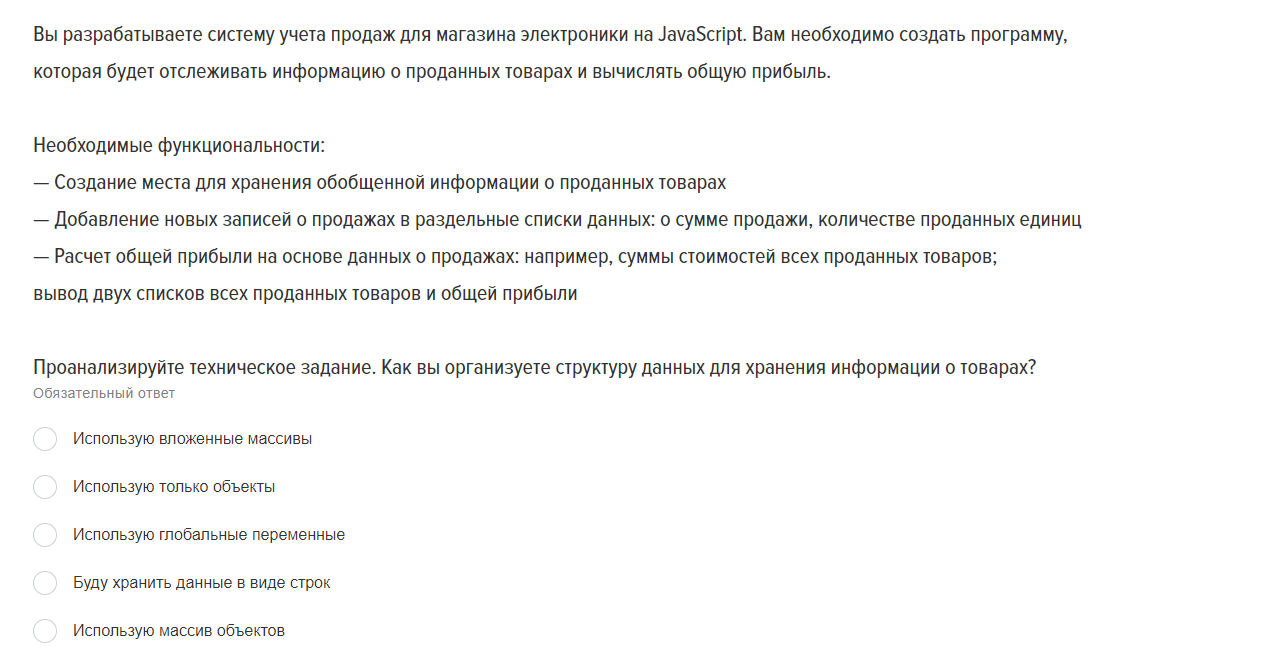 Вы разрабатываете систему учета продаж для магазина электроники на JavaScript. Вам необходимо создать программу,
которая будет отслеживать информацию о проданных товарах и вычислять общую прибыль.
Необходимые функциональности:
— Создание места для хранения обобщенной информации о проданных товарах
— Добавление новых записей о продажах в раздельные списки данных: о сумме продажи, количестве проданных единиц
— Расчет общей прибыли на основе данных о продажах: например, суммы стоимостей всех проданных товаров;
вывод двух списков всех проданных товаров и общей прибыли
Проанализируйте техническое задание. Как вы организуете структуру данных для хранения информации о товарах?
Обязательный ответ
Использую вложенные массивы
Использую только объекты
Использую глобальные переменные
Буду хранить данные в виде строк
Использую массив объектов